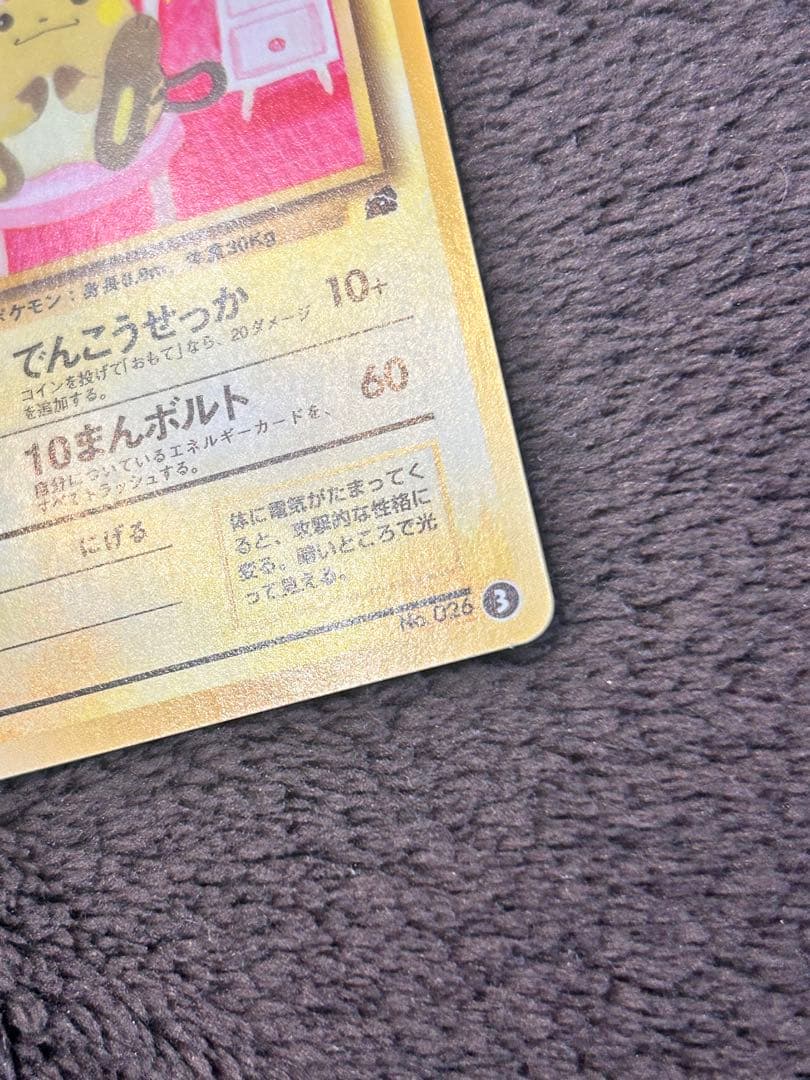 ポケモン：身長0.8m、体重30Kg
でんこうせっか 10+
コインを投げて「おもて」なら、20ダメージ
を追加する。
10まんボルト 60
自分についているエネルギーカードを、
すべてトラッシュする。
にげる
体に電気がたまってく
ると、攻撃的な性格に
変る。暗いところで光
って見える。
No.026 3